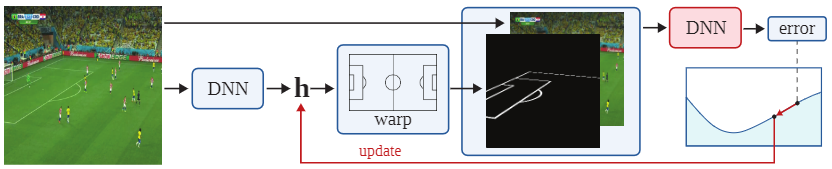 DNN
h
warp
update
DNN
error